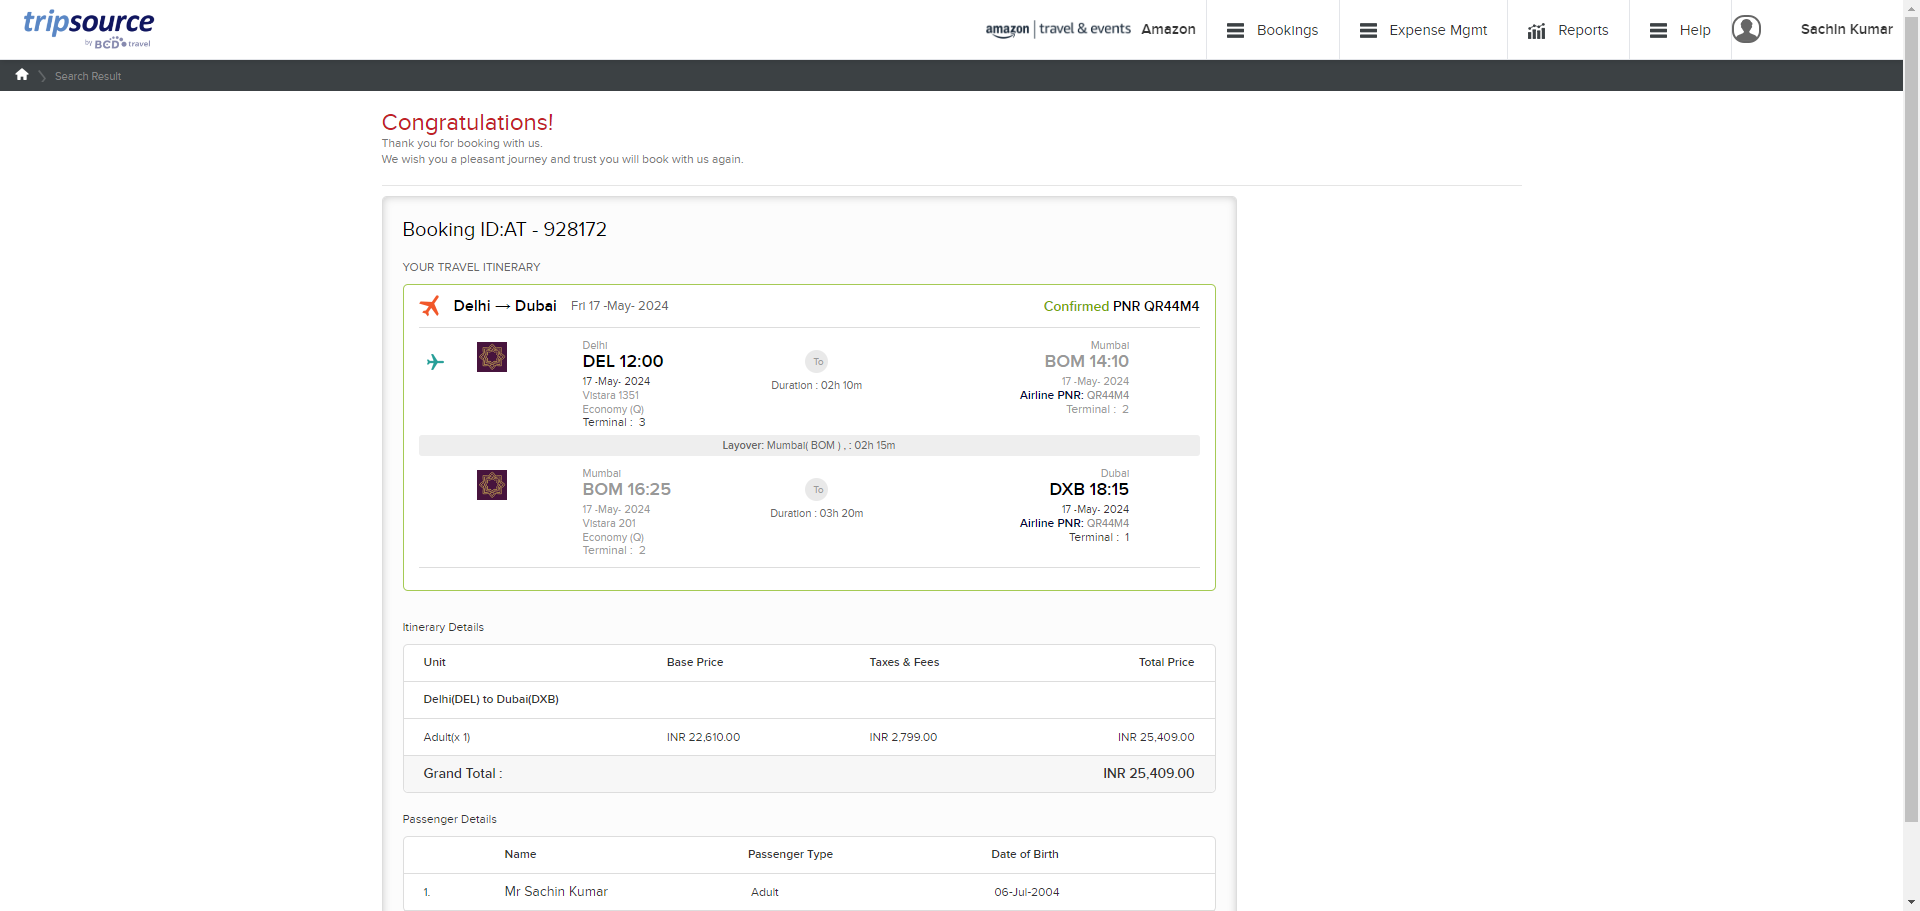 tripsource
by BCD travel
amazon | travel & events Amazon
Bookings
Expense Mgmt
Reports
Help
Sachin Kumar
Search Result
Congratulations!
Thank you for booking with us.
We wish you a pleasant journey and trust you will book with us again.
Booking ID:AT - 928172
YOUR TRAVEL ITINERARY
Delhi → Dubai Fri 17 -May- 2024 Confirmed PNR QR44M4
Delhi
DEL 12:00
17 -May- 2024
Vistara 1351
Economy (Q)
Terminal : 3
To
Duration : 02h 10m
Mumbai
BOM 14:10
17 -May- 2024
Airline PNR: QR44M4
Terminal : 2
Layover: Mumbai( BOM ) , : 02h 15m
Mumbai
BOM 16:25
17 -May- 2024
Vistara 201
Economy (Q)
Terminal : 2
To
Duration : 03h 20m
Dubai
DXB 18:15
17 -May- 2024
Airline PNR: QR44M4
Terminal : 1
Itinerary Details
Unit Base Price Taxes & Fees Total Price
Delhi(DEL) to Dubai(DXB)
Adult(x 1) INR 22,610.00 INR 2,799.00 INR 25,409.00
Grand Total : INR 25,409.00
Passenger Details
Name Passenger Type Date of Birth
1. Mr Sachin Kumar Adult 06-Jul-2004